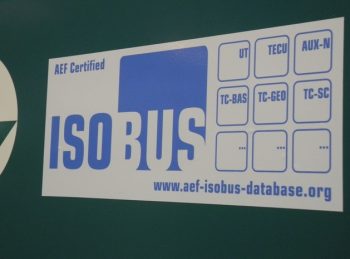 AEF Certified
UT TECU AUX-N
TC-BAS TC-GEO TC-SC
... ... ...
ISOBUS
www.aef-isobus-database.org